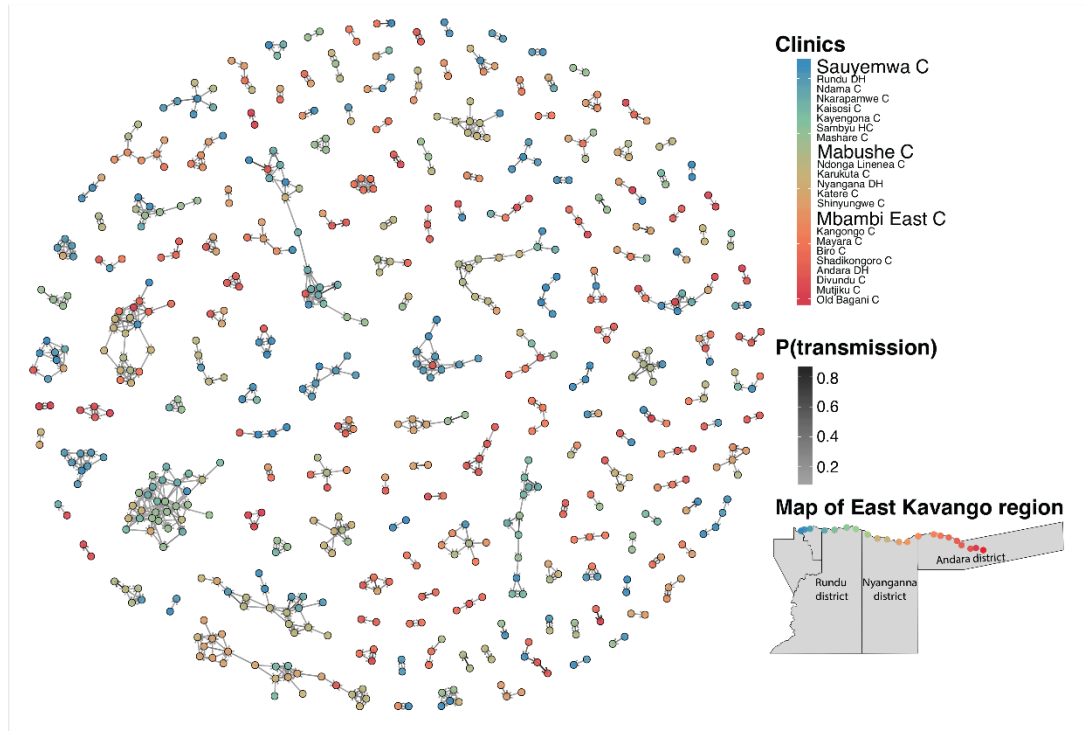 Clinics
Sauyemwa C
Rundu DH
Ndama C
Nkarapamwe C
Kaisosi C
Kayengona C
Sambyu HC
Mashare C
Mabushe C
Ndonga Linenea C
Karukuta C
Nyangana DH
Katere C
Shinyungwe C
Mbambi East C
Kangongo C
Mayara C
Biro C
Shadikongoro C
Andara DH
Divundu C
Mutjiku C
Old Bagani C
P(transmission)
0.8
0.6
0.4
0.2
Map of East Kavango region
Andara district
Rundu
district
Nyanganna
district